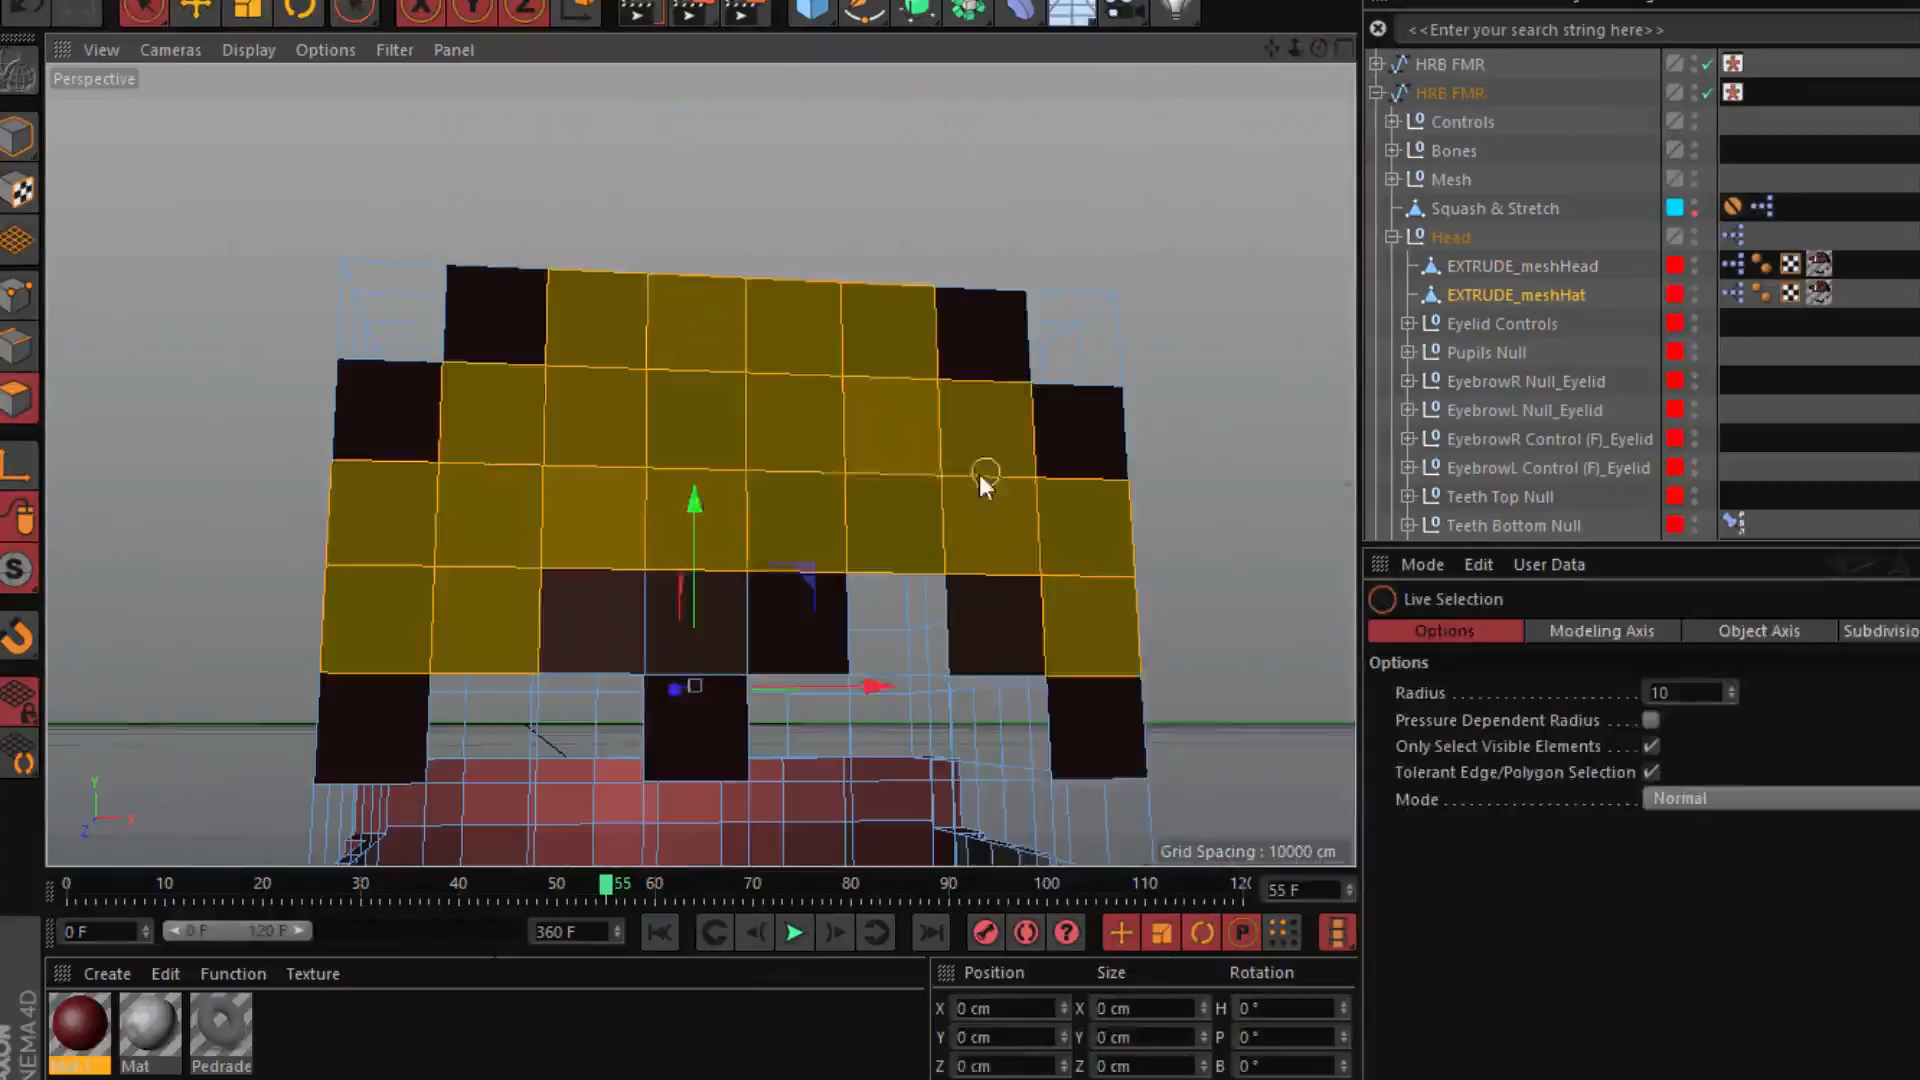 <<Enter your search string here>>
View Cameras Display Options Filter Panel
Perspective
HRB FMR
HRB FMR
Controls
Bones
Mesh
Squash & Stretch
Head
EXTRUDE_meshHead
EXTRUDE_meshHat
Eyelid Controls
Pupils Null
EyebrowR Null_Eyelid
EyebrowL Null_Eyelid
EyebrowR Control (F)_Eyelid
EyebrowL Control (F)_Eyelid
Teeth Top Null
Teeth Bottom Null
Mode Edit User Data
Live Selection
Options Modeling Axis Object Axis Subdivisio
Options
Radius 10
Pressure Dependent Radius
Only Select Visible Elements
Tolerant Edge/Polygon Selection
Mode Normal
Y
X
Z
Grid Spacing : 10000 cm
0 10 20 30 40 50 55 60 70 80 90 100 110 120 55 F
0 F 0 F 120 F 360 F
Create Edit Function Texture
Position Size Rotation
X 0 cm X 0 cm H 0 °
Y 0 cm Y 0 cm P 0 °
Z 0 cm Z 0 cm B 0 °
Mat Pedrade
AXON
NEMA4D